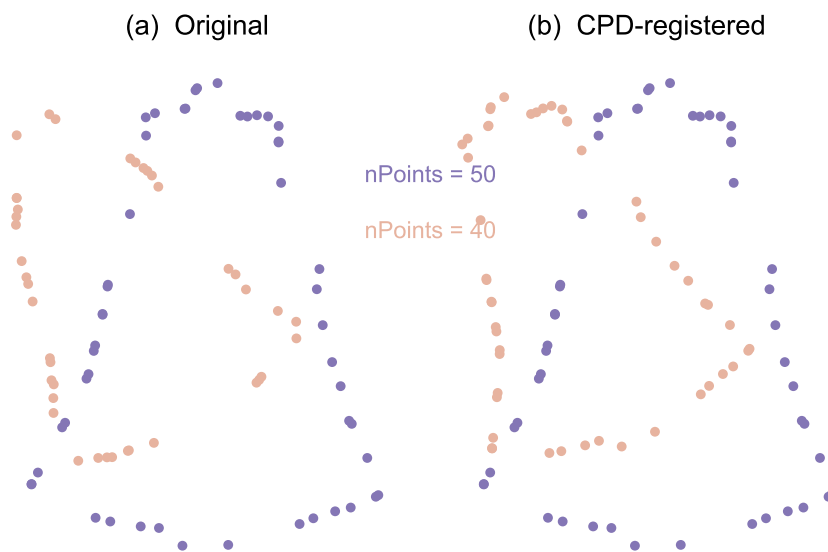 (a) Original
(b) CPD-registered
nPoints = 50
nPoints = 40